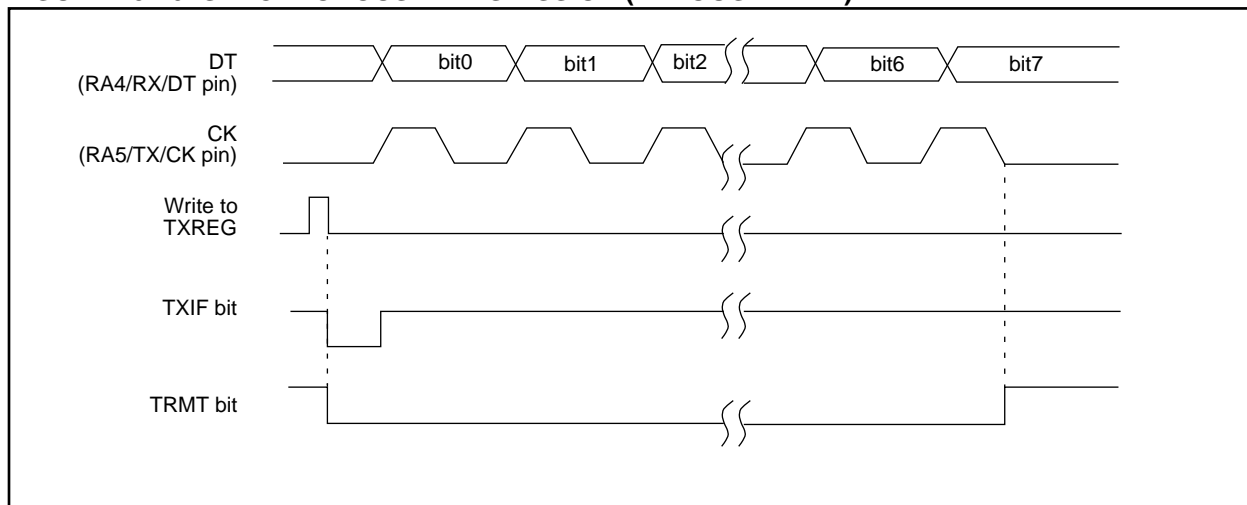 DT
(RA4/RX/DT pin)
bit0
bit1
bit2
bit6
bit7
CK
(RA5/TX/CK pin)
Write to
TXREG
TXIF bit
TRMT bit